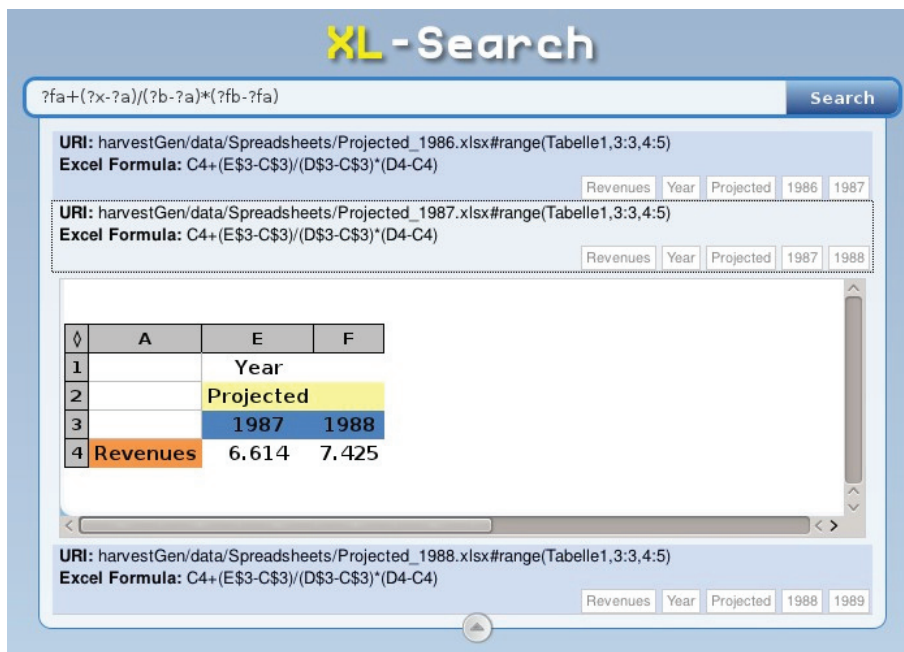 XL-Search
?fa+(?x-?a)/(?b-?a)*(?fb-?fa) Search
URI: harvestGen/data/Spreadsheets/Projected_1986.xlsx#range(Tabelle1,3:3,4:5)
Excel Formula: C4+(E$3-C$3)/(D$3-C$3)*(D4-C4)
Revenues Year Projected 1986 1987
URI: harvestGen/data/Spreadsheets/Projected_1987.xlsx#range(Tabelle1,3:3,4:5)
Excel Formula: C4+(E$3-C$3)/(D$3-C$3)*(D4-C4)
Revenues Year Projected 1987 1988
◊ A E F
1 Year
2 Projected
3 1987 1988
4 Revenues 6.614 7.425
URI: harvestGen/data/Spreadsheets/Projected_1988.xlsx#range(Tabelle1,3:3,4:5)
Excel Formula: C4+(E$3-C$3)/(D$3-C$3)*(D4-C4)
Revenues Year Projected 1988 1989